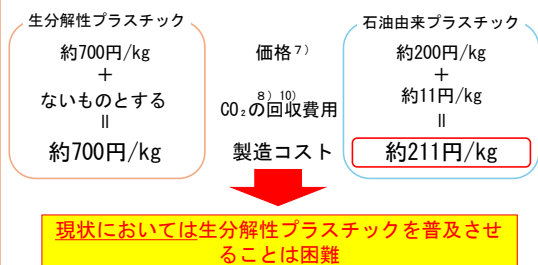 生分解性プラスチック
石油由来プラスチック
約700円/kg
価格⁷⁾
約200円/kg
+
+
ないものとする
CO₂の回収費用⁸⁾ ¹⁰⁾
約11円/kg
||
||
約700円/kg
製造コスト
約211円/kg
現状においては生分解性プラスチックを普及させ
ることは困難